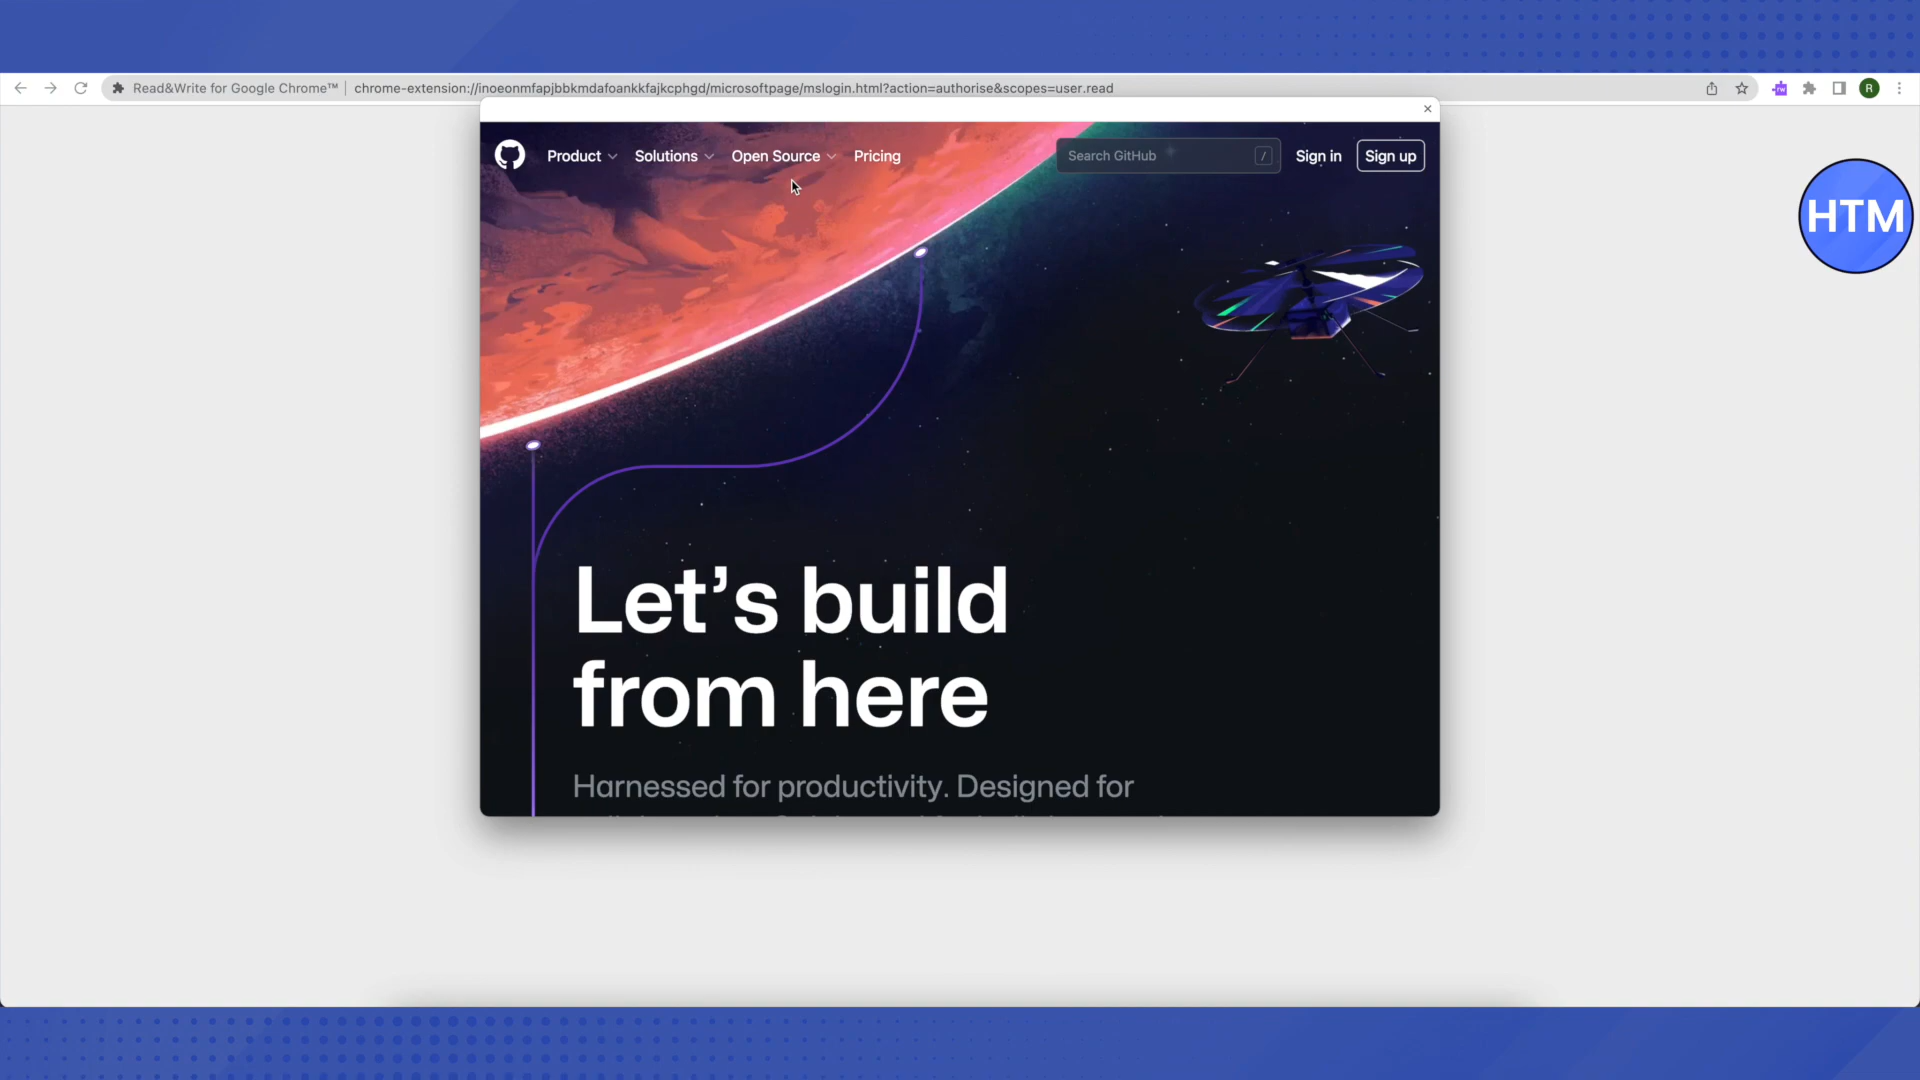 Read&Write for Google Chrome™ | chrome-extension://inoeonmfapjbbkmdafoankkfajkcphgd/microsoftpage/mslogin.html?action=authorise&scopes=user.read
rw
R
Product Solutions Open Source Pricing
Search GitHub /
Sign in
Sign up
HTM
Let’s build
from here
Harnessed for productivity. Designed for